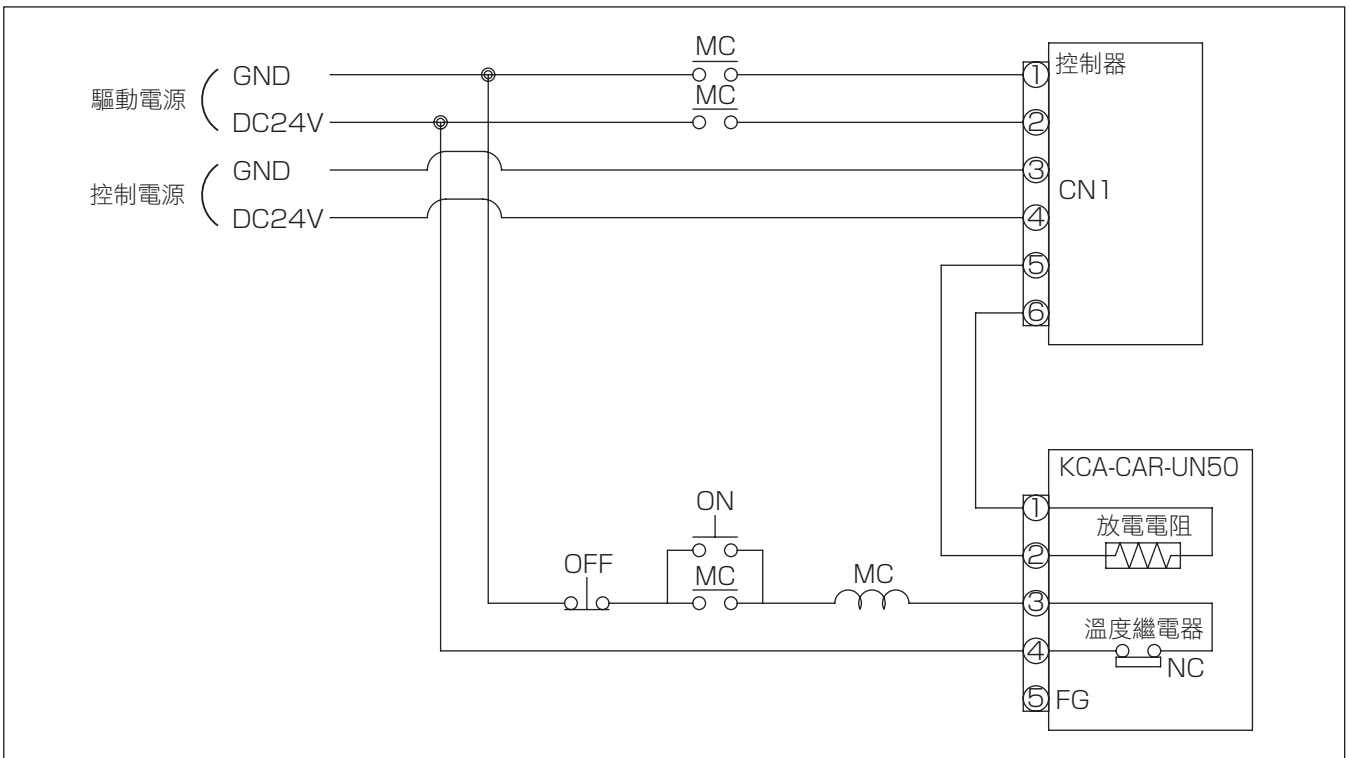 MC
GND
驅動電源
DC24V
MC
GND
控制電源
DC24V
控制器
①
②
③
CN1
④
⑤
⑥
KCA-CAR-UN50
①
放電電阻
②
ON
OFF
MC
MC
③
溫度繼電器
④
NC
⑤ FG